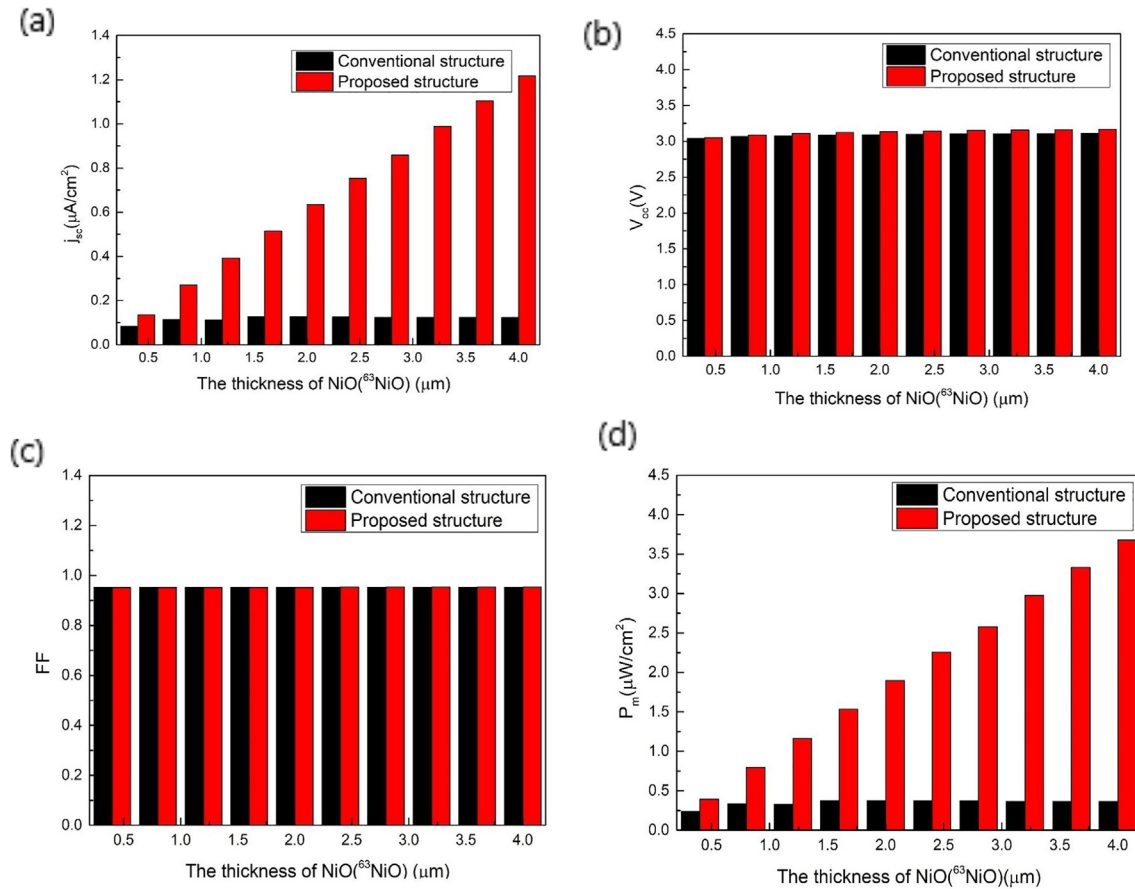 (a)
1.4
1.2
1.0
0.8
0.6
0.4
0.2
0.0
jsc(μA/cm²)
Conventional structure
Proposed structure
0.5 1.0 1.5 2.0 2.5 3.0 3.5 4.0
The thickness of NiO(⁶³NiO) (μm)
(b)
4.5
4.0
3.5
3.0
2.5
2.0
1.5
1.0
0.5
0.0
Voc(V)
Conventional structure
Proposed structure
0.5 1.0 1.5 2.0 2.5 3.0 3.5 4.0
The thickness of NiO(⁶³NiO) (μm)
(c)
1.4
1.2
1.0
0.8
0.6
0.4
0.2
0.0
FF
Conventional structure
Proposed structure
0.5 1.0 1.5 2.0 2.5 3.0 3.5 4.0
The thickness of NiO(⁶³NiO) (μm)
(d)
4.5
4.0
3.5
3.0
2.5
2.0
1.5
1.0
0.5
0.0
Pm(μW/cm²)
Conventional structure
Proposed structure
0.5 1.0 1.5 2.0 2.5 3.0 3.5 4.0
The thickness of NiO(⁶³NiO)(μm)